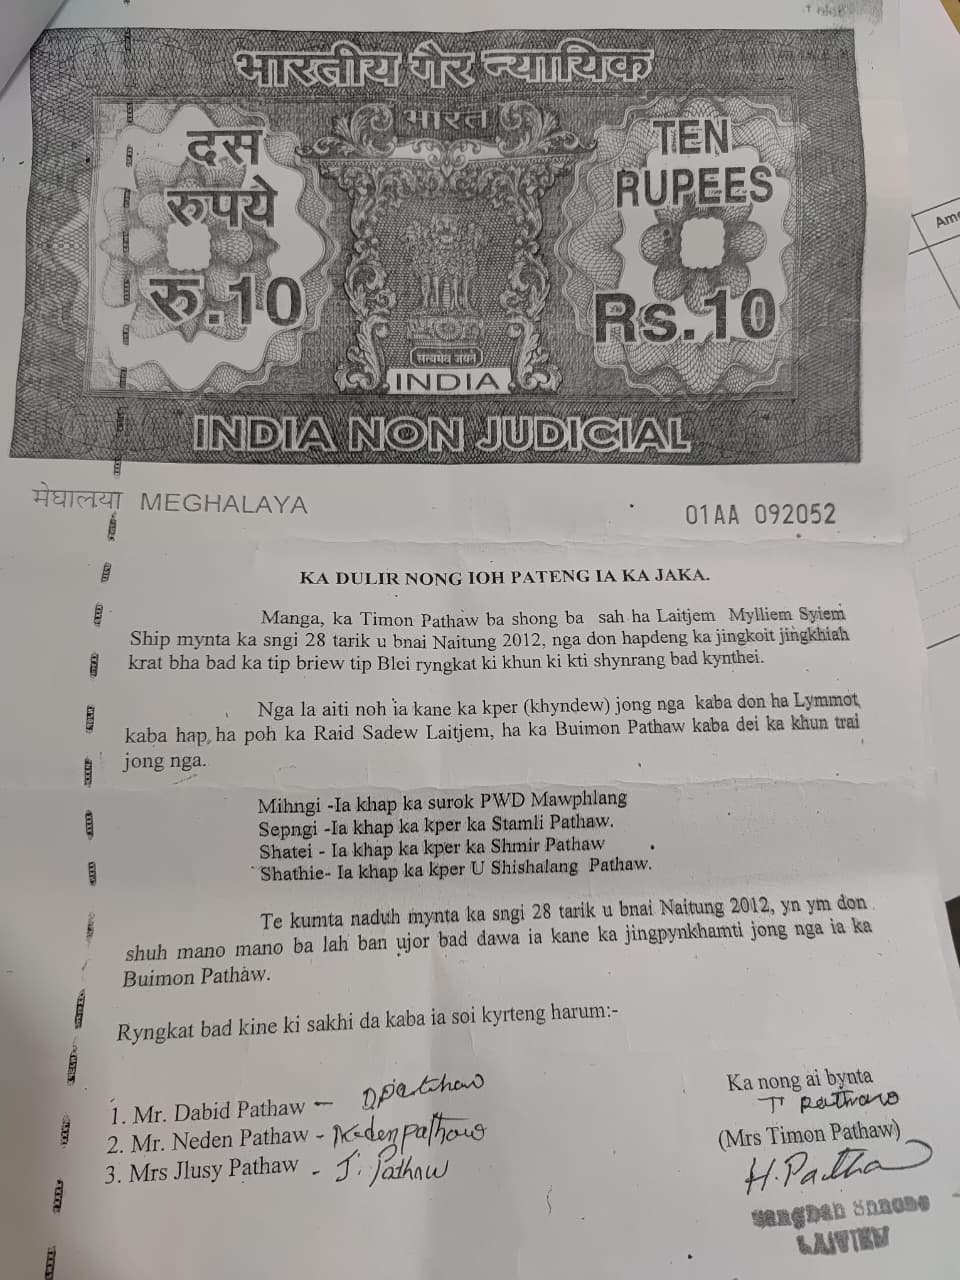 भारतीय गैर न्यायिक
भारत
दस
रुपये
रु.10
TEN
RUPEES
Rs.10
सत्यमेव जयते
INDIA
INDIA NON JUDICIAL
मेघालया MEGHALAYA
01AA 092052
KA DULIR NONG IOH PATENG IA KA JAKA.
Manga, ka Timon Pathaw ba shong ba sah ha Laitjem Mylliem Syiem
Ship mynta ka sngi 28 tarik u bnai Naitung 2012, nga don hapdeng ka jingkoit jingkhiah
krat bha bad ka tip briew tip Blei ryngkat ki khun ki kti shynrang bad kynthei.
Nga la aiti noh ia kane ka kper (khyndew) jong nga kaba don ha Lymmot
kaba hap ha poh ka Raid Sadew Laitjem, ha ka Buimon Pathaw kaba dei ka khun trai
jong nga.
Mihngi -Ia khap ka surok PWD Mawphlang
Sepngi -Ia khap ka kper ka Stamli Pathaw.
Shatei - Ia khap ka kper ka Shmir Pathaw
Shathie- Ia khap ka kper U Shishalang Pathaw.
Te kumta naduh mynta ka sngi 28 tarik u bnai Naitung 2012, yn ym don
shuh mano mano ba lah ban ujor bad dawa ia kane ka jingpynkhamti jong nga ia ka
Buimon Pathaw.
Ryngkat bad kine ki sakhi da kaba ia soi kyrteng harum:-
1. Mr. Dabid Pathaw - DPathaw
2. Mr. Neden Pathaw - Neden pathaw
3. Mrs Jlusy Pathaw - J. Pathaw
Ka nong ai bynta
T Pathaw
(Mrs Timon Pathaw)
H. Pathaw
Am